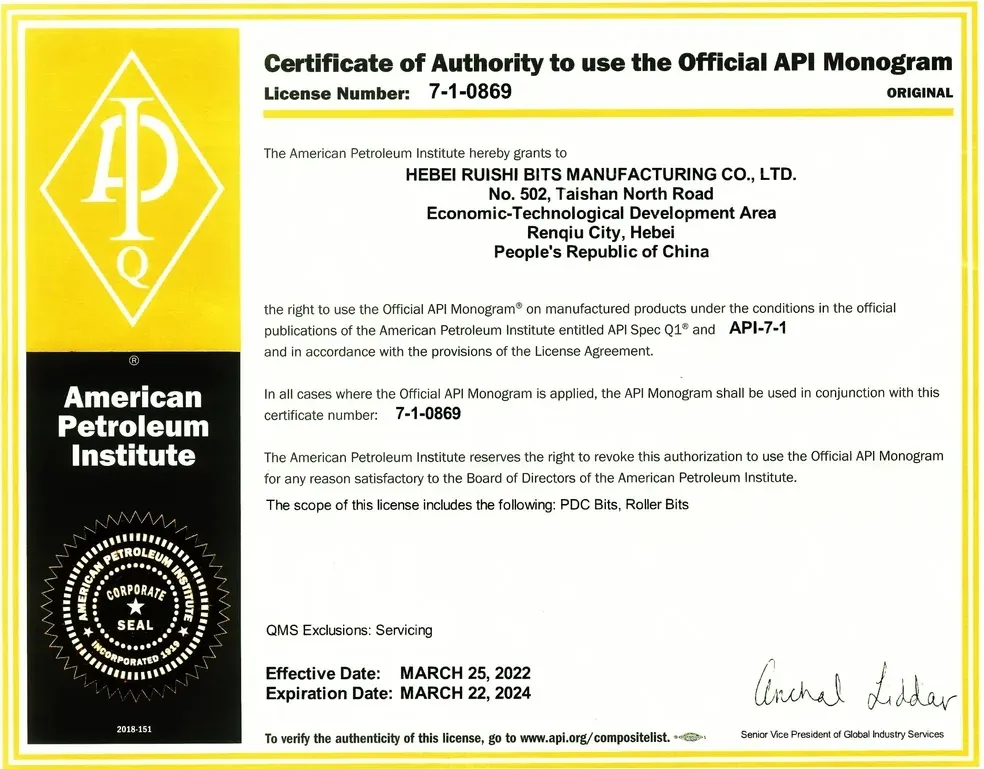 Certificate of Authority to use the Official API Monogram
License Number: 7-1-0869
ORIGINAL
The American Petroleum Institute hereby grants to
HEBEI RUISHI BITS MANUFACTURING CO., LTD.
No. 502, Taishan North Road
Economic-Technological Development Area
Renqiu City, Hebei
People's Republic of China
the right to use the Official API Monogram® on manufactured products under the conditions in the official
publications of the American Petroleum Institute entitled API Spec Q1® and API-7-1
and in accordance with the provisions of the License Agreement.
In all cases where the Official API Monogram is applied, the API Monogram shall be used in conjunction with this
certificate number: 7-1-0869
The American Petroleum Institute reserves the right to revoke this authorization to use the Official API Monogram
for any reason satisfactory to the Board of Directors of the American Petroleum Institute.
The scope of this license includes the following: PDC Bits, Roller Bits
QMS Exclusions: Servicing
Effective Date: MARCH 25, 2022
Expiration Date: MARCH 22, 2024
To verify the authenticity of this license, go to www.api.org/compositelist.
Anchal Liddar
Senior Vice President of Global Industry Services
API
Q
®
American
Petroleum
Institute
AMERICAN PETROLEUM INSTITUTE
CORPORATE
SEAL
INCORPORATED 1919
2018-151